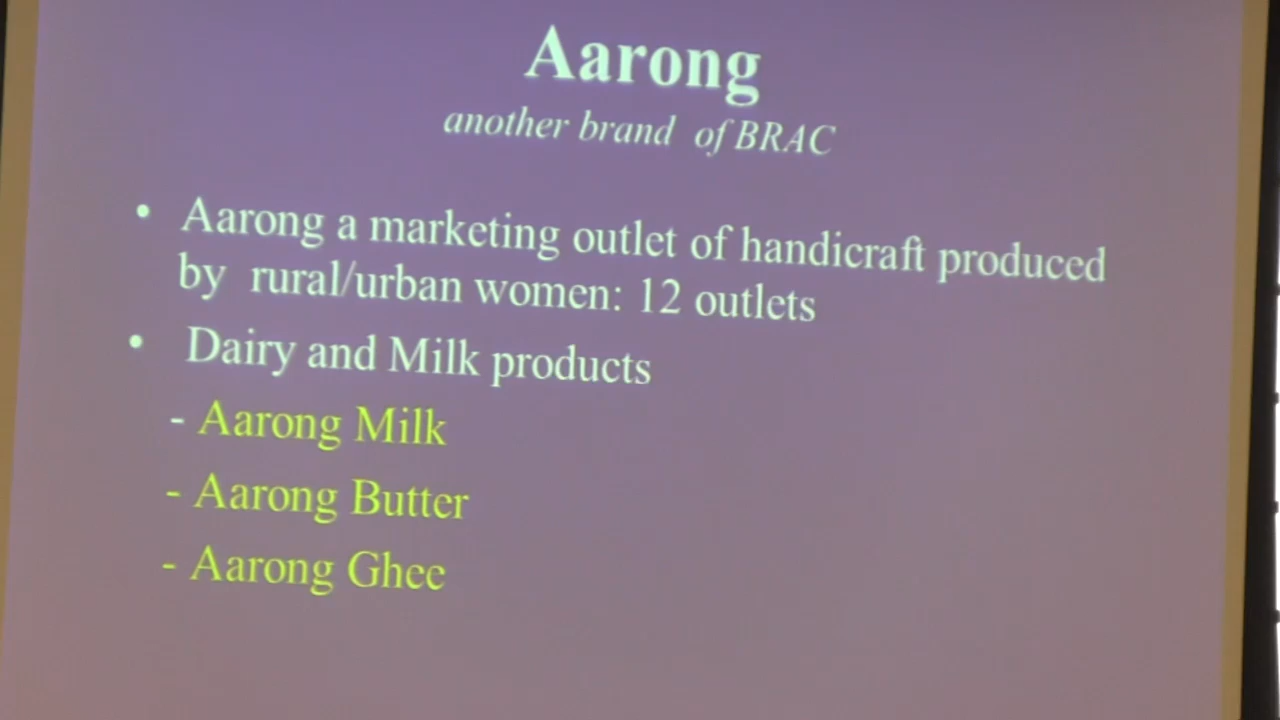 Aarong
another brand of BRAC
• Aarong a marketing outlet of handicraft produced
by rural/urban women: 12 outlets
• Dairy and Milk products
- Aarong Milk
- Aarong Butter
- Aarong Ghee